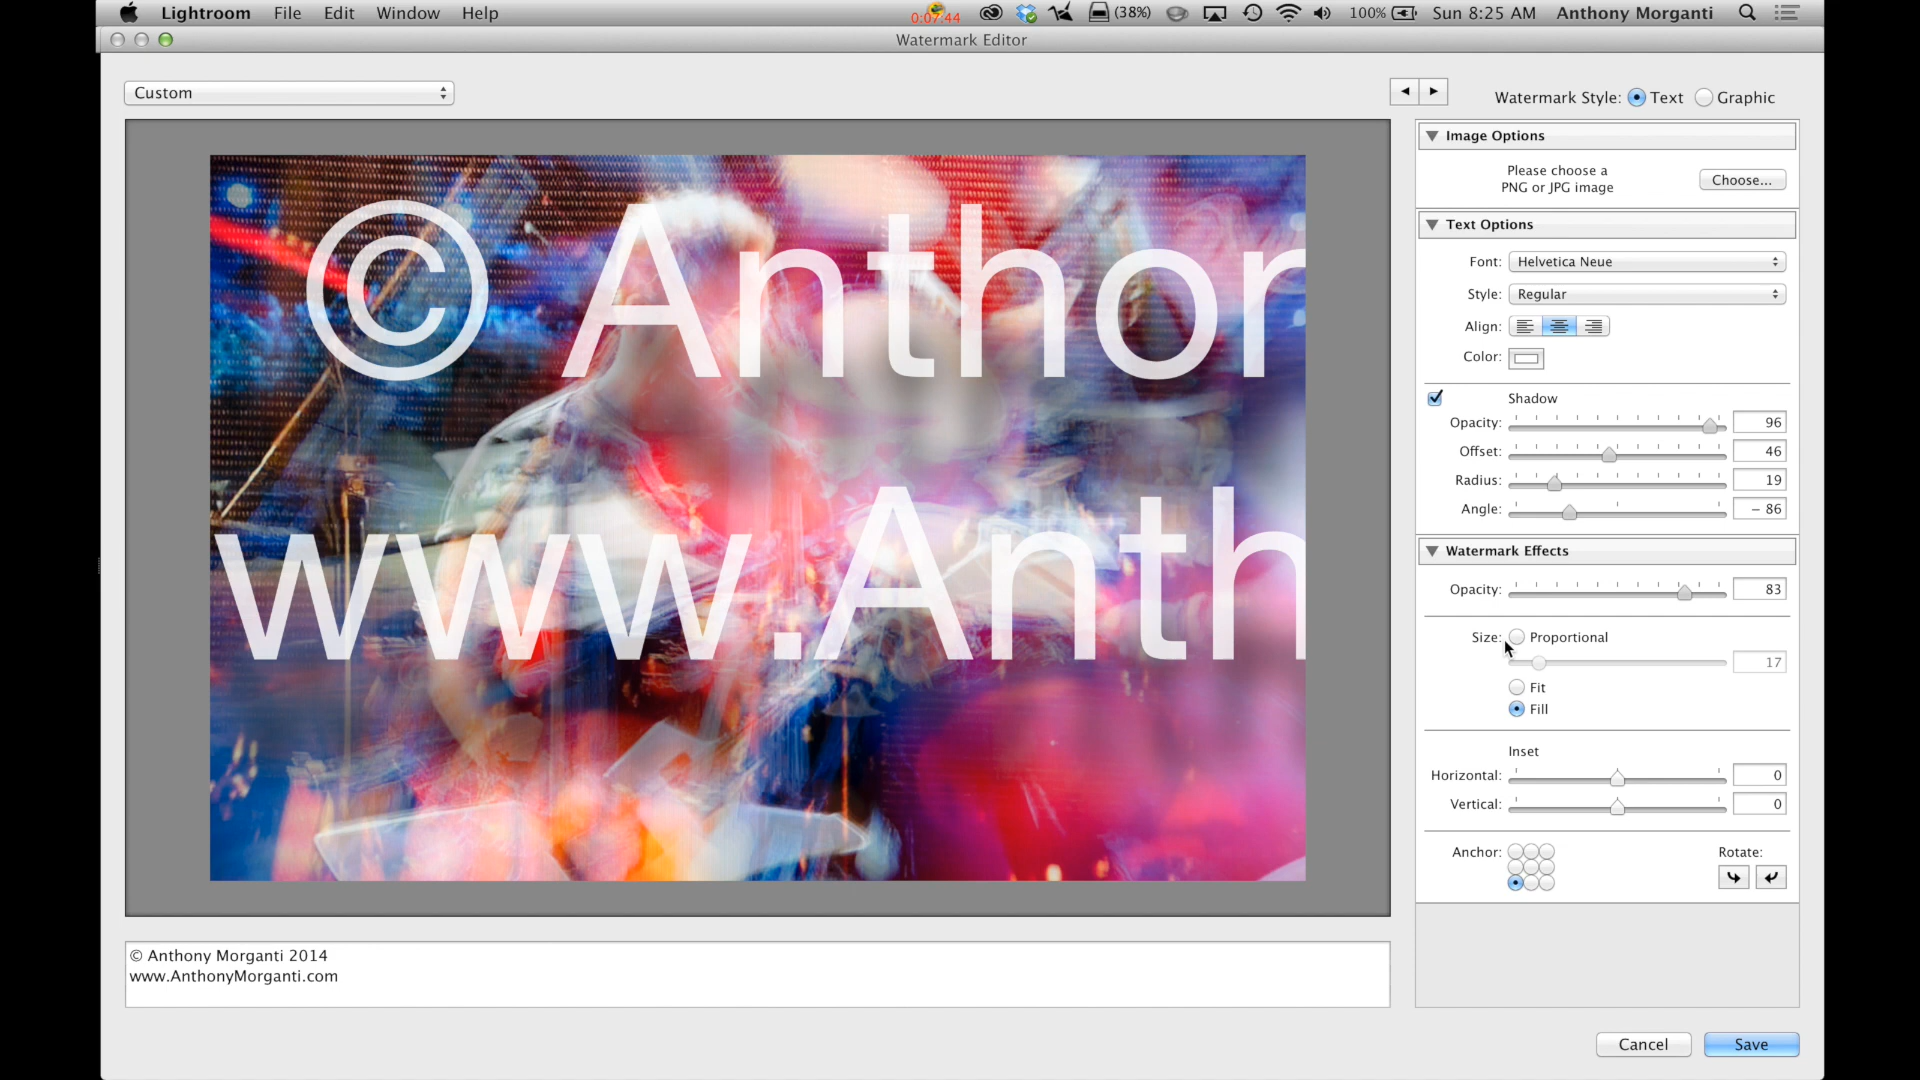 Lightroom File Edit Window Help 0:07:44 (38%) 100% Sun 8:25 AM Anthony Morganti
Watermark Editor
Custom
Watermark Style: Text Graphic
Image Options
Please choose a
PNG or JPG image
Choose...
Text Options
Font: Helvetica Neue
Style: Regular
Align:
Color:
Shadow
Opacity: 96
Offset: 46
Radius: 19
Angle: – 86
Watermark Effects
Opacity: 83
Size: Proportional
17
Fit
Fill
Inset
Horizontal: 0
Vertical: 0
Anchor: Rotate:
© Anthor
www.Anth
© Anthony Morganti 2014
www.AnthonyMorganti.com
Cancel Save